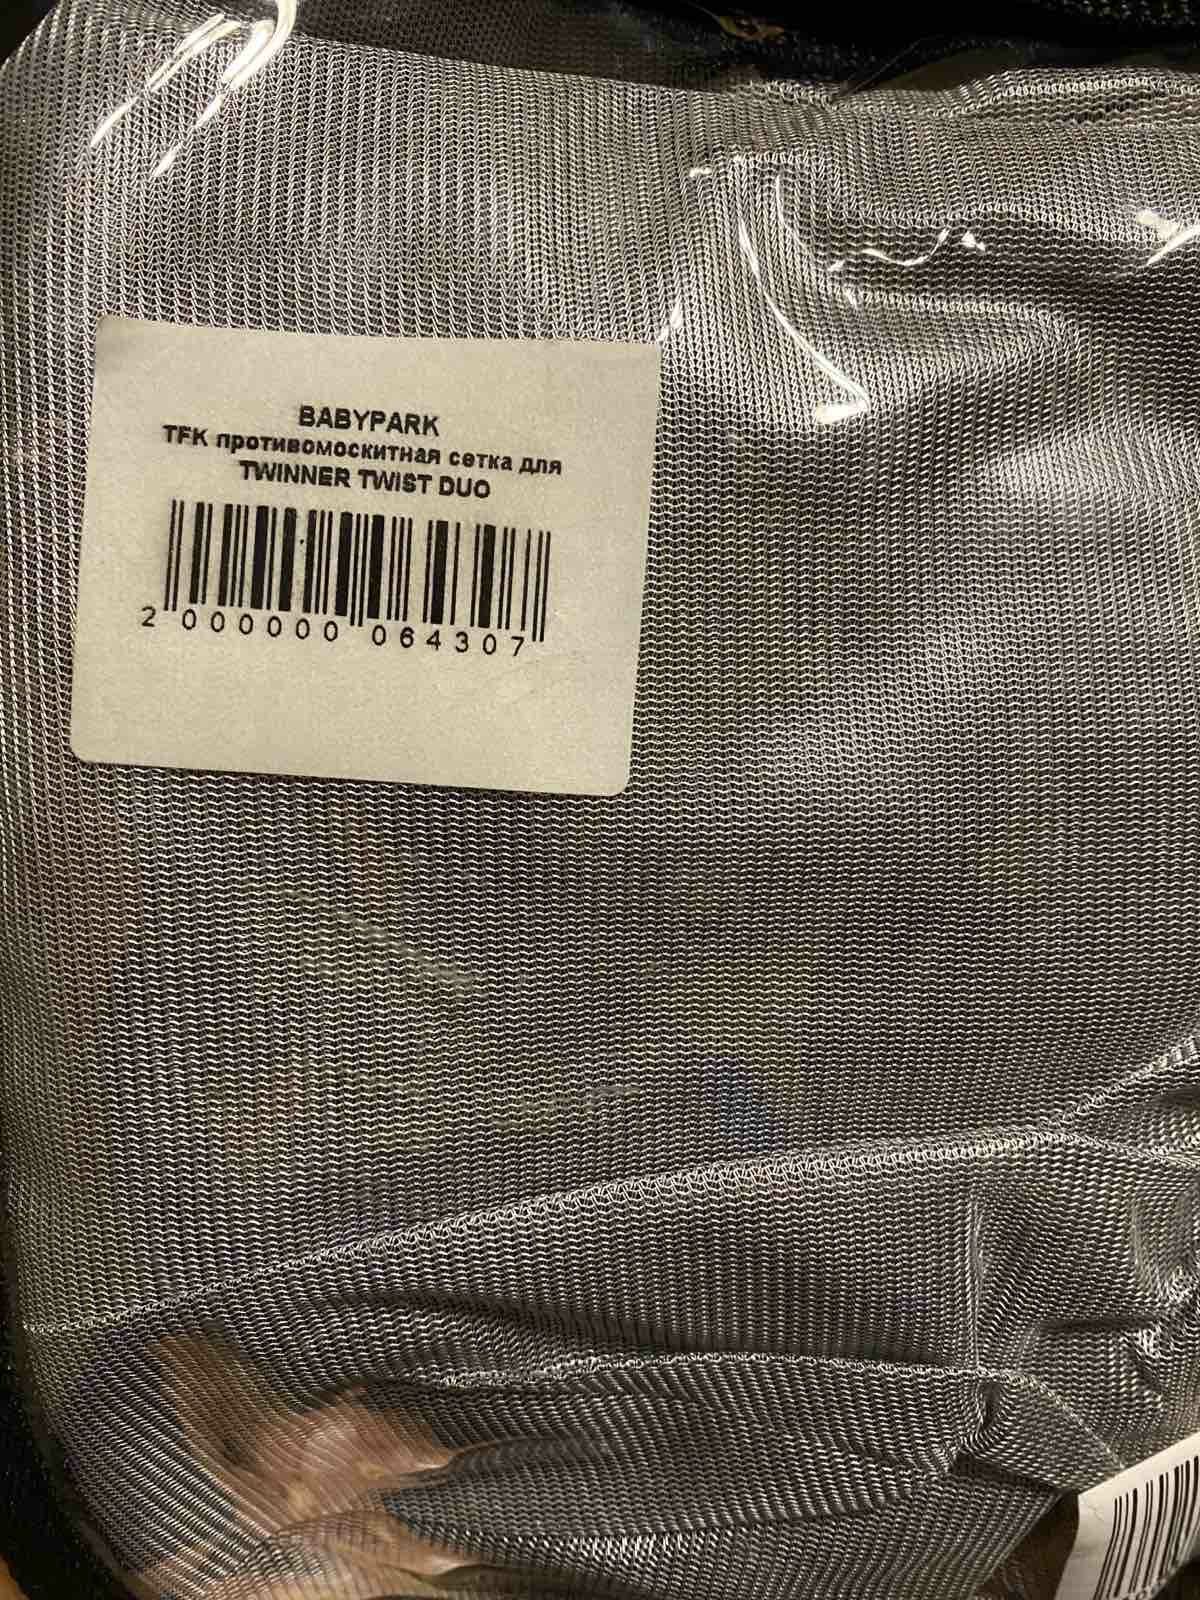 BABYPARK
TFK противомоскитная сетка для
TWINNER TWIST DUO
2 000000 064307